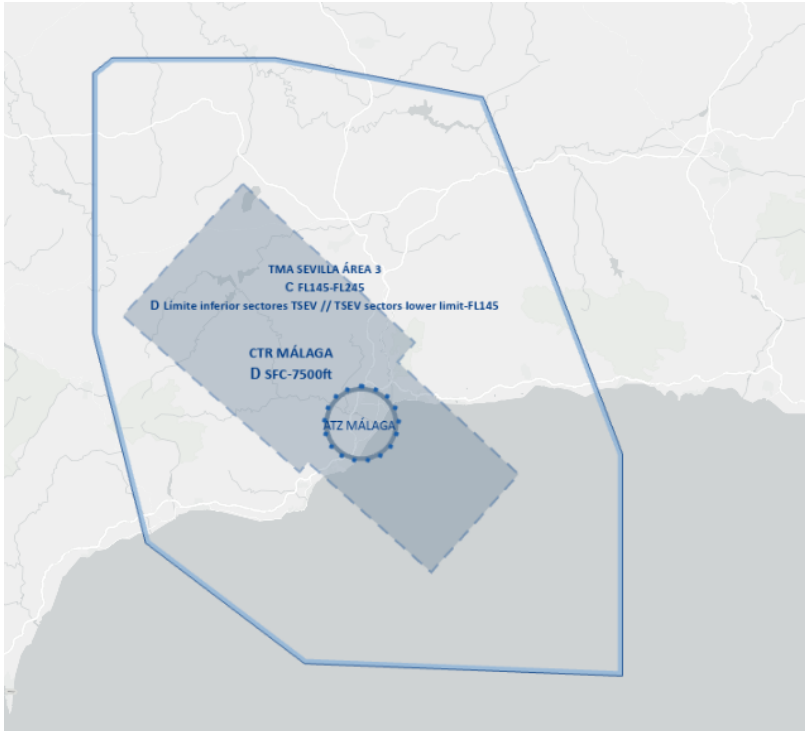 TMA SEVILLA ÁREA 3
C FL145-FL245
D Límite inferior sectores TSEV // TSEV sectors lower limit-FL145
CTR MÁLAGA
D SFC-7500ft
ATZ MÁLAGA